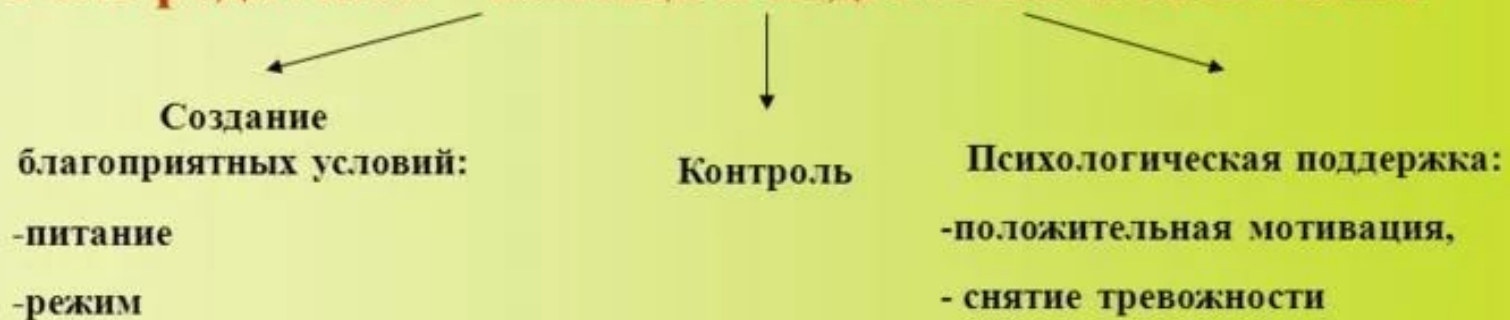 Создание
благоприятных условий:
-питание
-режим
Контроль
Психологическая поддержка:
-положительная мотивация,
- снятие тревожности